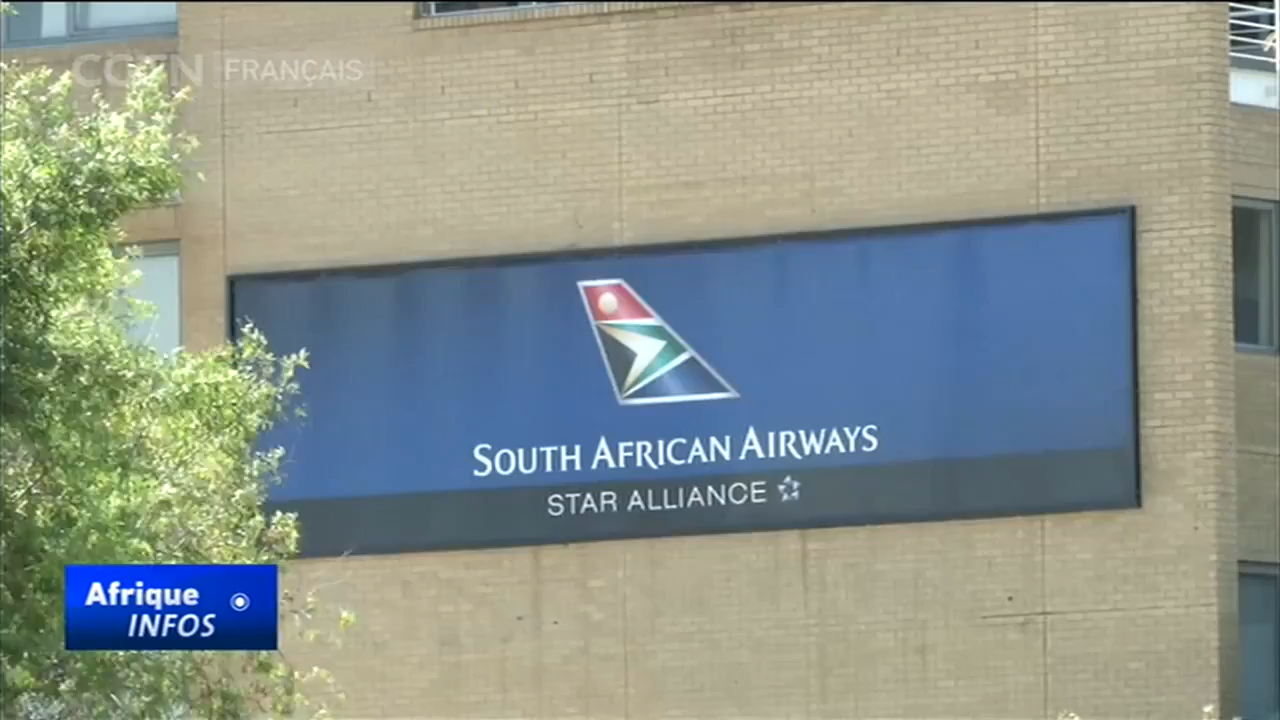 CGTN FRANÇAIS
SOUTH AFRICAN AIRWAYS
STAR ALLIANCE
Afrique
INFOS